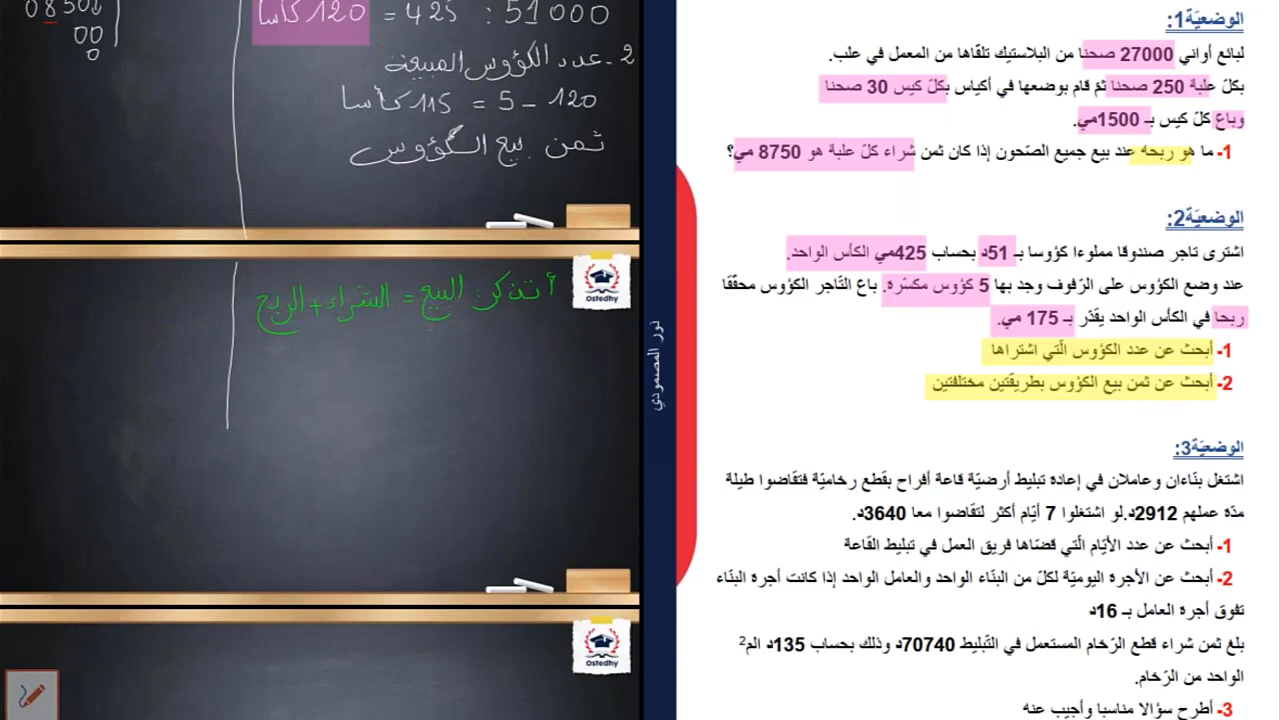 الوضعيّة1:
لبائع أواني 27000 صحنا من البلاستيك تلقّاها من المعمل في علب.
بكلّ علبة 250 صحنا ثمّ قام بوضعها في أكياس بكلّ كيس 30 صحنا
وباع كلّ كيس بـ 1500مي.
1- ما هو ربحه عند بيع جميع الصّحون إذا كان ثمن شراء كلّ علبة هو 8750 مي؟
الوضعيّة2:
اشترى تاجر صندوقا مملوءا كؤوسا بـ 51د بحساب 425مي الكأس الواحد.
عند وضع الكؤوس على الرّفوف وجد بها 5 كؤوس مكسّرة. باع التّاجر الكؤوس محقّقا
ربحا في الكأس الواحد يقدّر بـ 175 مي.
1- أبحث عن عدد الكؤوس الّتي اشتراها
2- أبحث عن ثمن بيع الكؤوس بطريقتين مختلفتين
الوضعيّة3:
اشتغل بنّاءان وعاملان في إعادة تبليط أرضيّة قاعة أفراح بقطع رخاميّة فتقاضوا طيلة
مدّة عملهم 2912د.لو اشتغلوا 7 أيّام أكثر لتقاضوا معا 3640د.
1- أبحث عن عدد الأيّام الّتي قضّاها فريق العمل في تبليط القّاعة
2- أبحث عن الأجرة اليوميّة لكلّ من البنّاء الواحد والعامل الواحد إذا كانت أجرة البنّاء
تفوق أجرة العامل بـ 16د
بلغ ثمن شراء قطع الرّخام المستعمل في التّبليط 70740د وذلك بحساب 135د الم²
الواحد من الرّخام.
3- أطرح سؤالا مناسبا وأجيب عنه
نور المصمودي
51000 : 425 = 120 كأسا
2. عدد الكؤوس المبيعة
120 - 5 = 115 كأسا
ثمن بيع الكؤوس
08500
00
0
أتذكر: البيع = الشراء + الربح
Ostedhy
Ostedhy